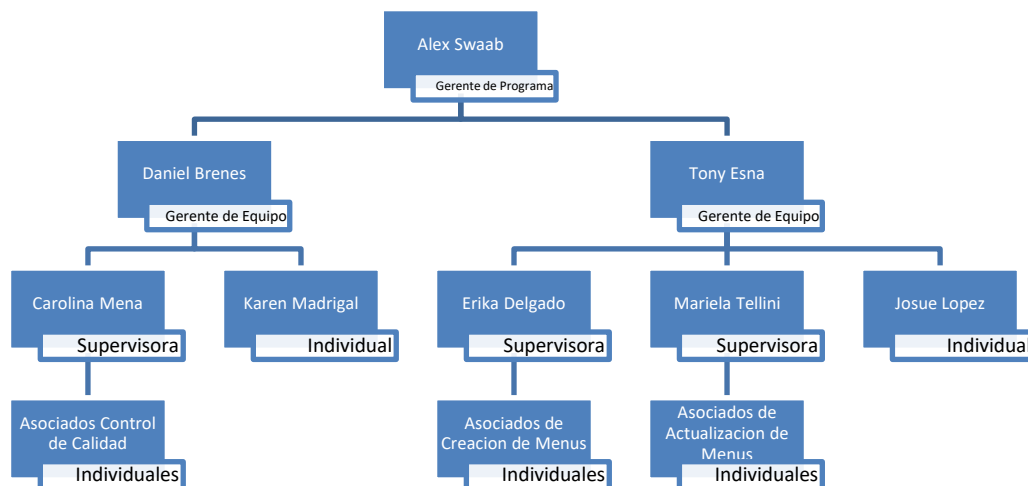 Alex Swaab
Gerente de Programa
Daniel Brenes
Gerente de Equipo
Tony Esna
Gerente de Equipo
Carolina Mena
Supervisora
Karen Madrigal
Individual
Erika Delgado
Supervisora
Mariela Tellini
Supervisora
Josue Lopez
Individual
Asociados Control
de Calidad
Individuales
Asociados de
Creacion de Menus
Individuales
Asociados de
Actualizacion de
Menus
Individuales